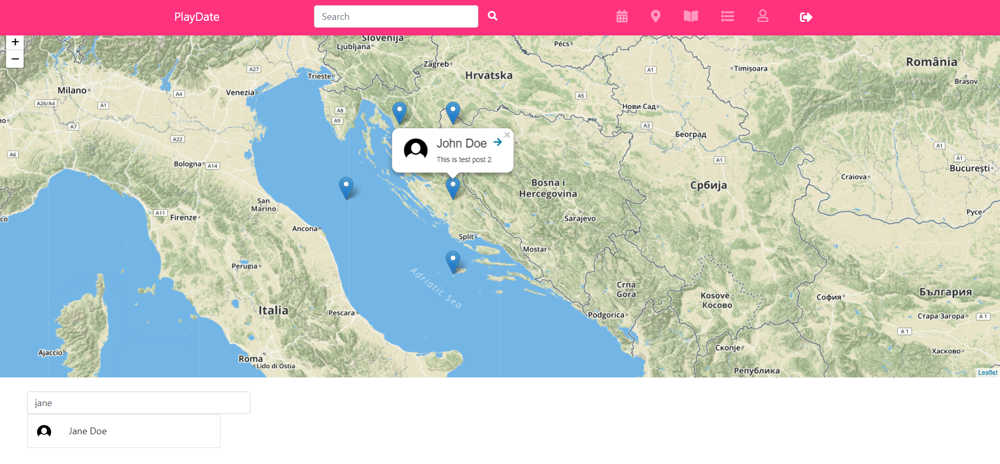 PlayDate
Search
+
−
Slovenija
Ljubljana
Pécs
Zagreb
Hrvatska
Timișoara
România
Brașov
A27
A1
Trieste
Milano
Venezia
A4
A5
A26/A4
A1
A8
Нови Сад
A9
A7
A3
A22
Београд
John Doe
×
This is test post 2.
A6
A1
A1
A1
Bologna
A14
București
Craiova
Bosna i
Hercegovina
Србија
San
Marino
A11
Firenze
Русе
co
Sarajevo
Ancona
Split
Mostar
Perugia
Adriatic Sea
Crna
Gora
Kosovë
Косово
България
София
Italia
Pescara
Podgorica
Стара Загора
A 1
A 1
Скопје
Хасково
Ajaccio
Roma
Lido di Ostia
Република
Leaflet
jane
Jane Doe